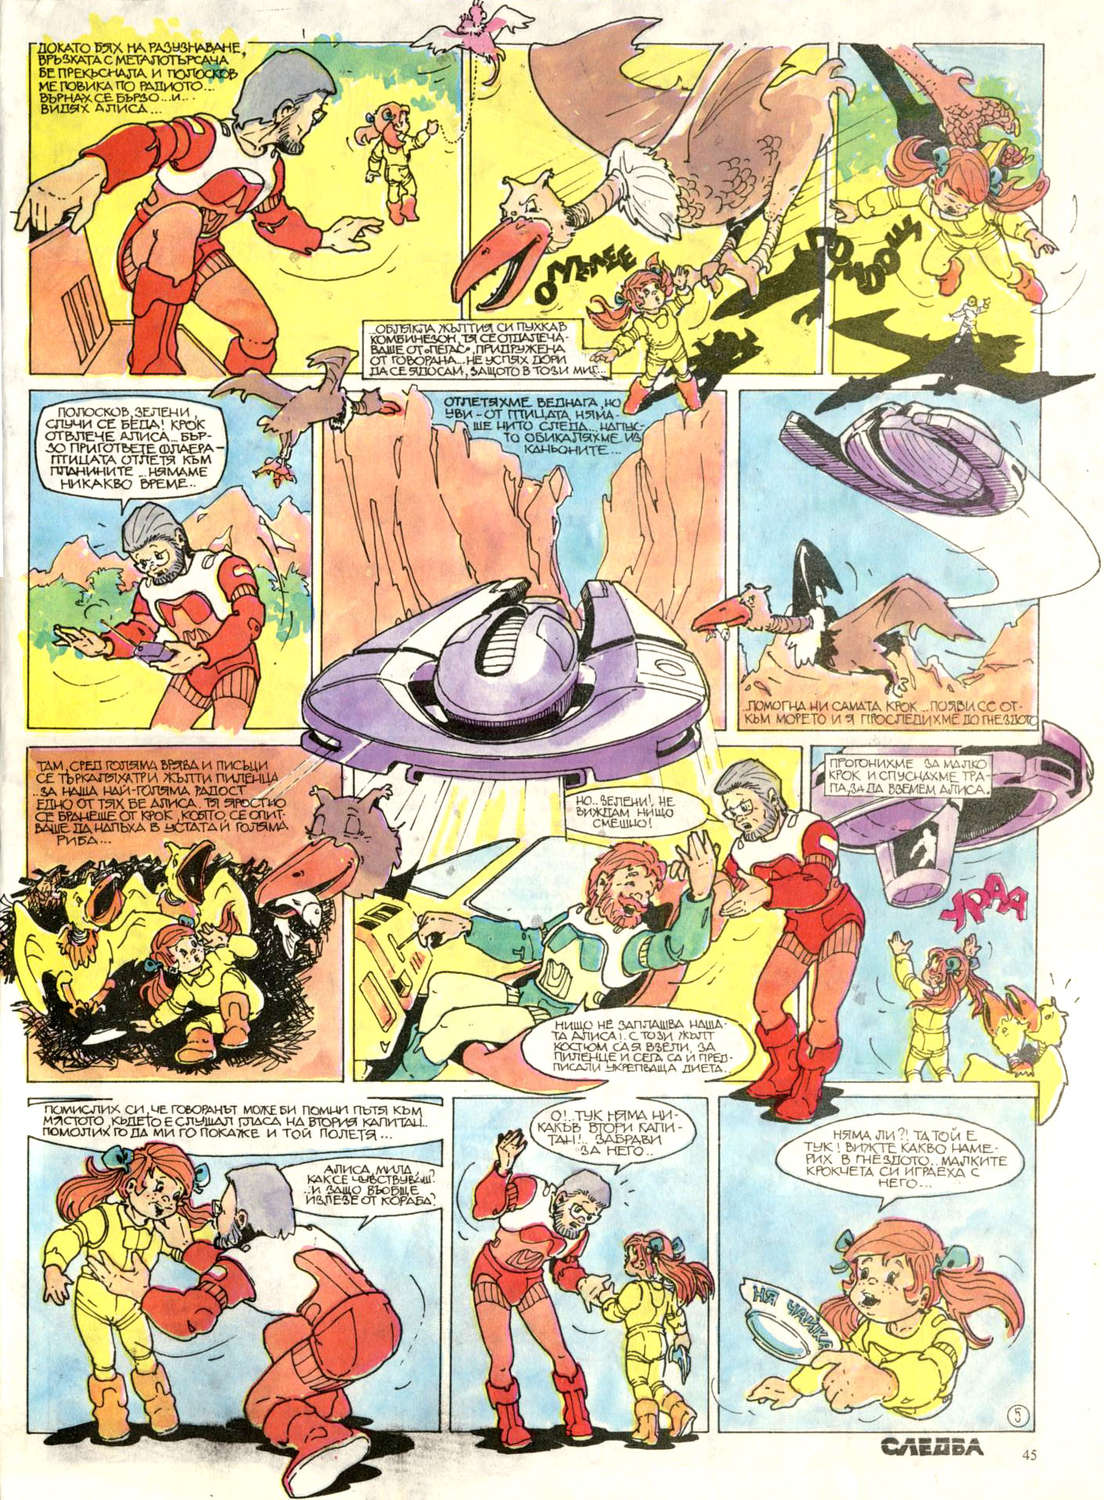 ДОКАТО БЯХ НА РАЗУЗНАВАНЕ,
ВРЪЗКАТА С МЕТАЛОТЪРСАЧА
БЕ ПРЕКЪСНАЛА И ПОЛОСКОВ
МЕ ПОВИКА ПО РАДИОТО...
ВЪРНАХ СЕ БЪРЗО...И...
ВИДЯХ АЛИСА...
...ОБЛЯКЛА ЖЪЛТИЯ СИ ПУХКАВ
КОМБИНЕЗОН, ТЯ СЕ ОТДАЛЕЧА-
ВАШЕ ОТ "ПЕГАС", ПРИДРУЖЕНА
ОТ ГОВОРАНА...НЕ УСПЯХ ДОРИ
ДА СЕ ЯДОСАМ, ЗАЩОТО В ТОЗИ МИГ...
ПОМООЩ
ПОЛОСКОВ, ЗЕЛЕНИ,
СЛУЧИ СЕ БЕДА! КРОК
ОТВЛЕЧЕ АЛИСА... БЪР-
ЗО ПРИГОТВЕТЕ ФЛАЕРА-
ПТИЦАТА ОТЛЕТЯ КЪМ
ПЛАНИНИТЕ... НЯМАМЕ
НИКАКВО ВРЕМЕ..
ОТЛЕТЯХМЕ ВЕДНАГА, НО
УВИ - ОТ ПТИЦАТА НЯМА-
ШЕ НИТО СЛЕДА... НАПУС-
ТО ОБИКАЛЯХМЕ ИЗ
КАНЬОНИТЕ...
ПОМОГНА НИ САМАТА КРОК... ПОЯВИ СЕ ОТ-
КЪМ МОРЕТО И Я ПРОСЛЕДИХМЕ ДО ГНЕЗДОТО
ТАМ, СРЕД ГОЛЯМА ВРЯВА И ПИСЪЦИ
СЕ ТЪРКАЛЯХА ТРИ ЖЪЛТИ ПИЛЕНЦА
..ЗА НАША НАЙ-ГОЛЯМА РАДОСТ
ЕДНО ОТ ТЯХ БЕ АЛИСА. ТЯ ЯРОСТНО
СЕ БРАНЕШЕ ОТ КРОК, КОЯТО СЕ ОПИТ-
ВАШЕ ДА НАПЪХА В УСТАТА Й ГОЛЯМА
РИБА...
НО.. ЗЕЛЕНИ!, НЕ
ВИЖДАМ НИЩО
СМЕШНО!
НИЩО НЕ ЗАПЛАШВА НАША-
ТА АЛИСА!. С ТОЗИ ЖЪЛТ
КОСТЮМ СА Я ВЗЕЛИ ЗА
ПИЛЕНЦЕ И СЕГА СА Й ПРЕД-
ПИСАЛИ УКРЕПВАЩА ДИЕТА..
ПРОГОНИХМЕ ЗА МАЛКО
КРОК И СПУСНАХМЕ ТРА-
ПА, ЗА ДА ВЗЕМЕМ АЛИСА.
УРАА
ПОМИСЛИХ СИ, ЧЕ ГОВОРАНЪТ МОЖЕ БИ ПОМНИ ПЪТЯ КЪМ
МЯСТОТО, КЪДЕТО Е СЛУШАЛ ГЛАСА НА ВТОРИЯ КАПИТАН..
ПОМОЛИХ ГО ДА МИ ГО ПОКАЖЕ И ТОЙ ПОЛЕТЯ...
АЛИСА, МИЛА,
КАК СЕ ЧУВСТВУВАШ?
..И ЗАЩО ВЪОБЩЕ
ИЗЛЕЗЕ ОТ КОРАБА?
О!. ТУК НЯМА НИ-
КАКЪВ ВТОРИ КАПИ-
ТАН!.. ЗАБРАВИ
ЗА НЕГО..
НЯМА ЛИ?! ТА ТОЙ Е
ТУК! ВИЖТЕ КАКВО НАМЕ-
РИХ В ГНЕЗДОТО.. МАЛКИТЕ
КРОКЧЕТА СИ ИГРАЕХА С
НЕГО...
НЯ ЧАЙКА
5
СЛЕДВА
45